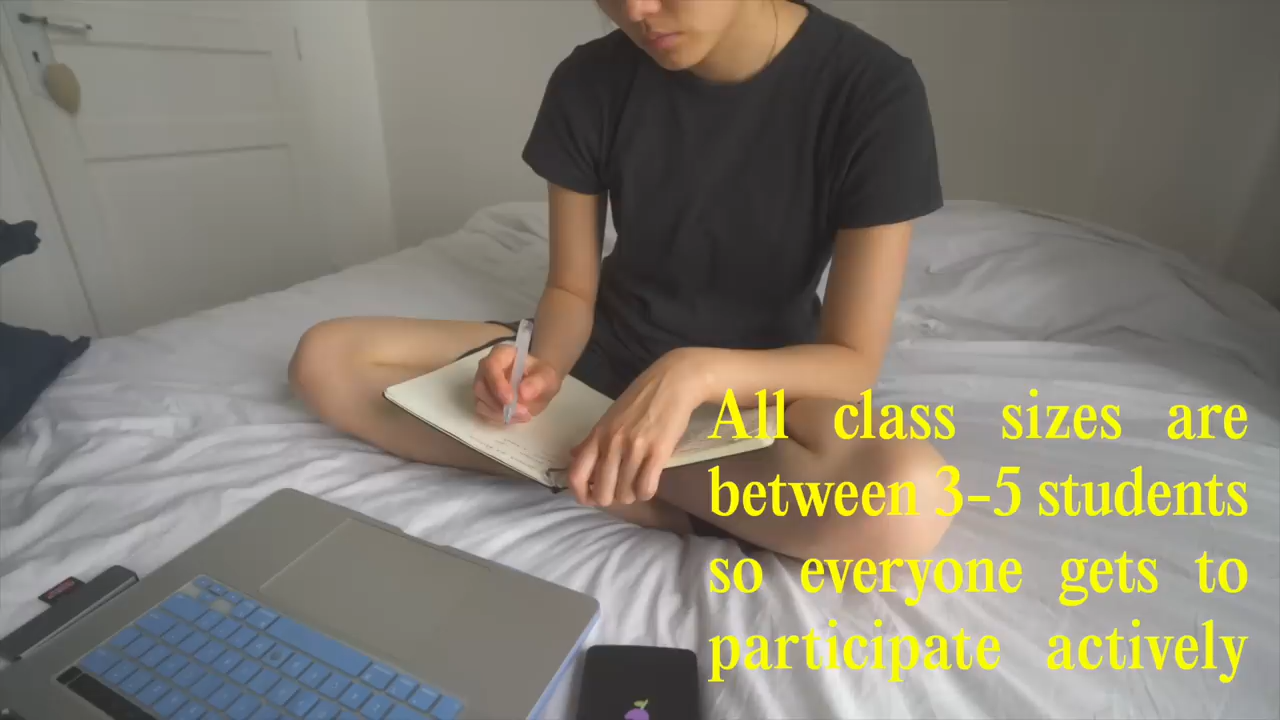 All class sizes are
between 3-5 students
so everyone gets to
participate actively